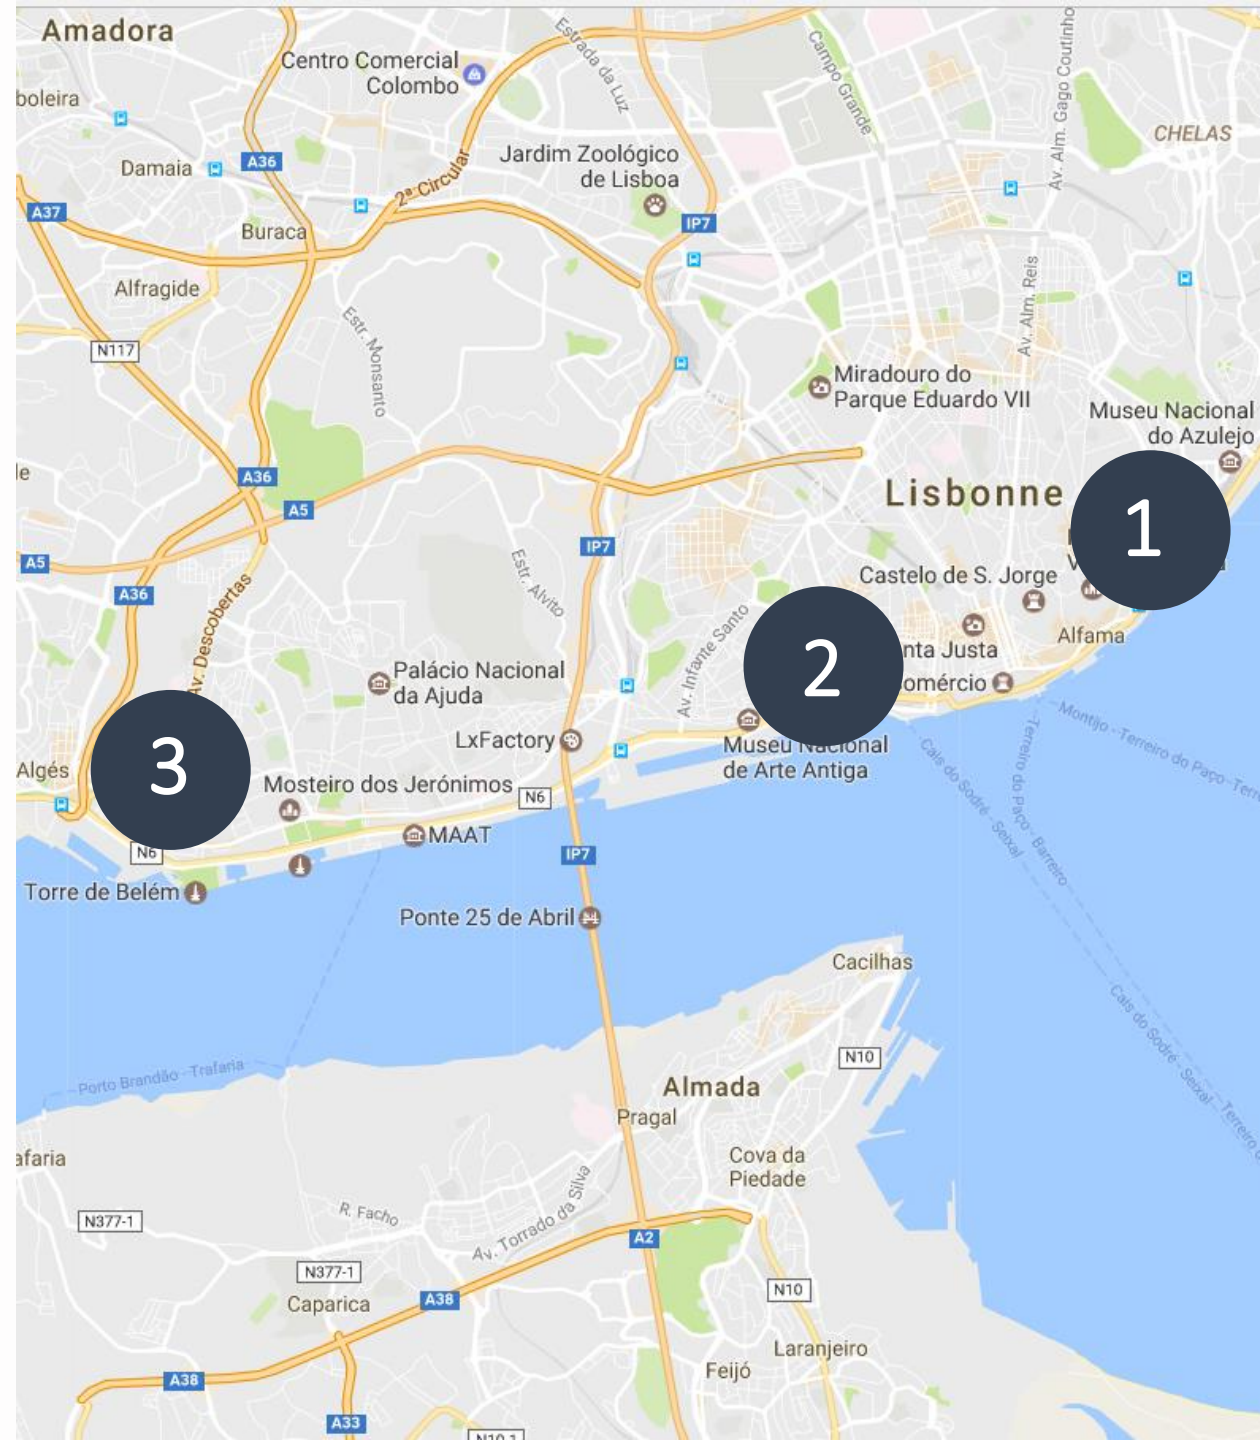 Amadora
Centro Comercial
Colombo
Estrada da Luz
Campo Grande
Av. Alm. Gago Coutinho
boleira
CHELAS
Damaia
A36
Jardim Zoológico
de Lisboa
2ª Circular
A37
IP7
Buraca
Alfragide
Av. Alm. Reis
Estr. Monsanto
N117
Miradouro do
Parque Eduardo VII
Museu Nacional
do Azulejo
le
A36
Lisbonne
A5
1
IP7
A5
Castelo de S. Jorge
A36
Estr. Alvito
Av. Descobertas
Av. Infante Santo
Alfama
nta Justa
2
Palácio Nacional
da Ajuda
omércio
Montijo - Terreiro do Paço - Terre
Terreiro do Paço - Barreiro
LxFactory
Museu Nacional
de Arte Antiga
Cais do Sodré - Seixal
3
Algés
Mosteiro dos Jerónimos
N6
MAAT
N6
IP7
Torre de Belém
Ponte 25 de Abril
Cacilhas
Cais do Sodré - Seixal
N10
Porto Brandão - Trafaria
Almada
Pragal
Terreiro d
afaria
Cova da
Piedade
N377-1
R. Facho
Av. Torrado da Silva
A2
N377-1
Caparica
A38
N10
Laranjeiro
Feijó
A38
A33
N10-1